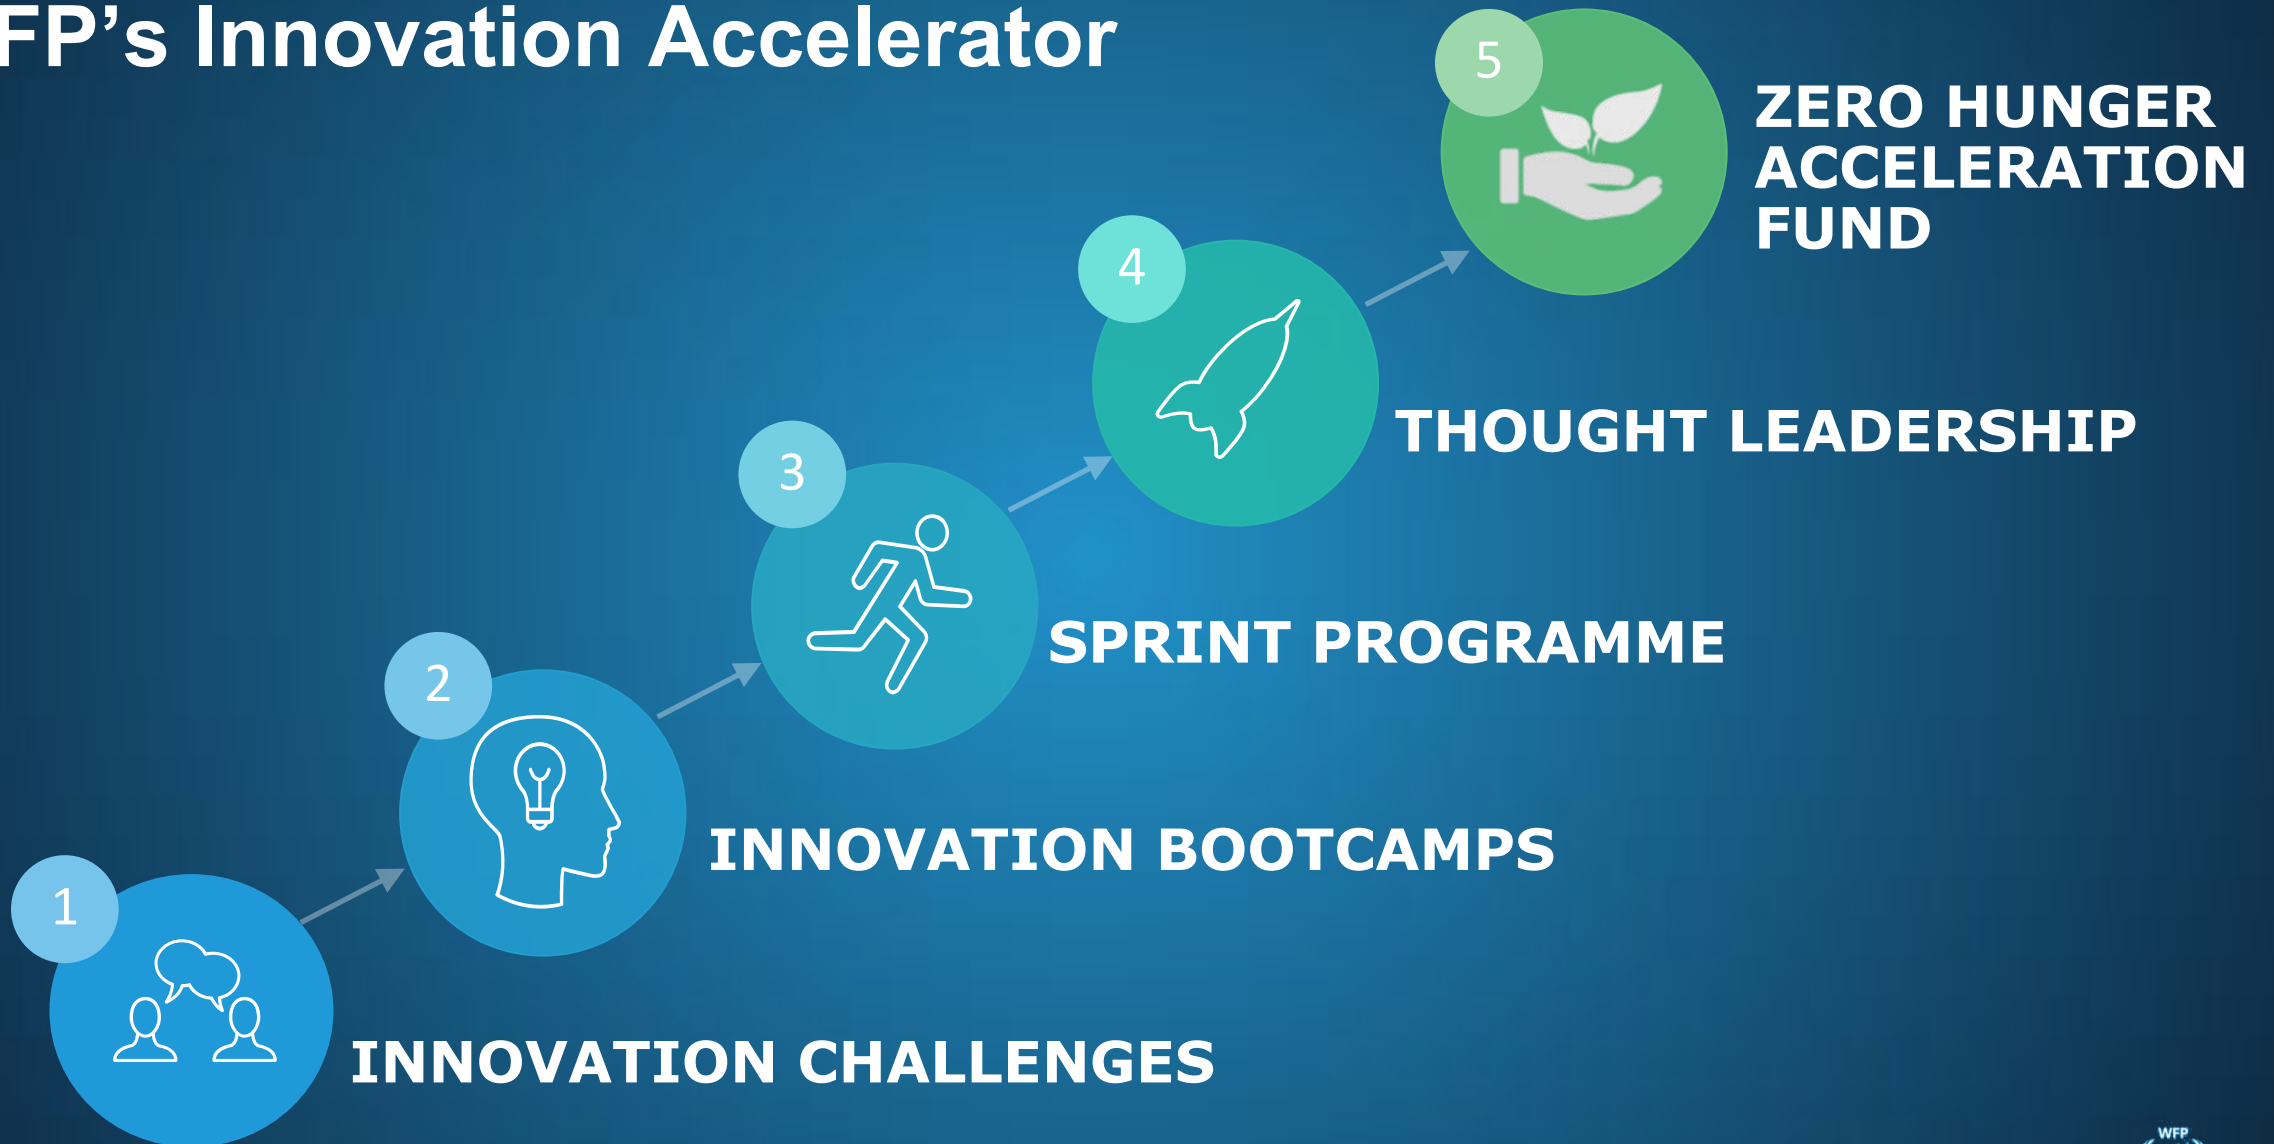 FP’s Innovation Accelerator
5
ZERO HUNGER
ACCELERATION
FUND
4
THOUGHT LEADERSHIP
3
SPRINT PROGRAMME
2
INNOVATION BOOTCAMPS
1
INNOVATION CHALLENGES
WFP